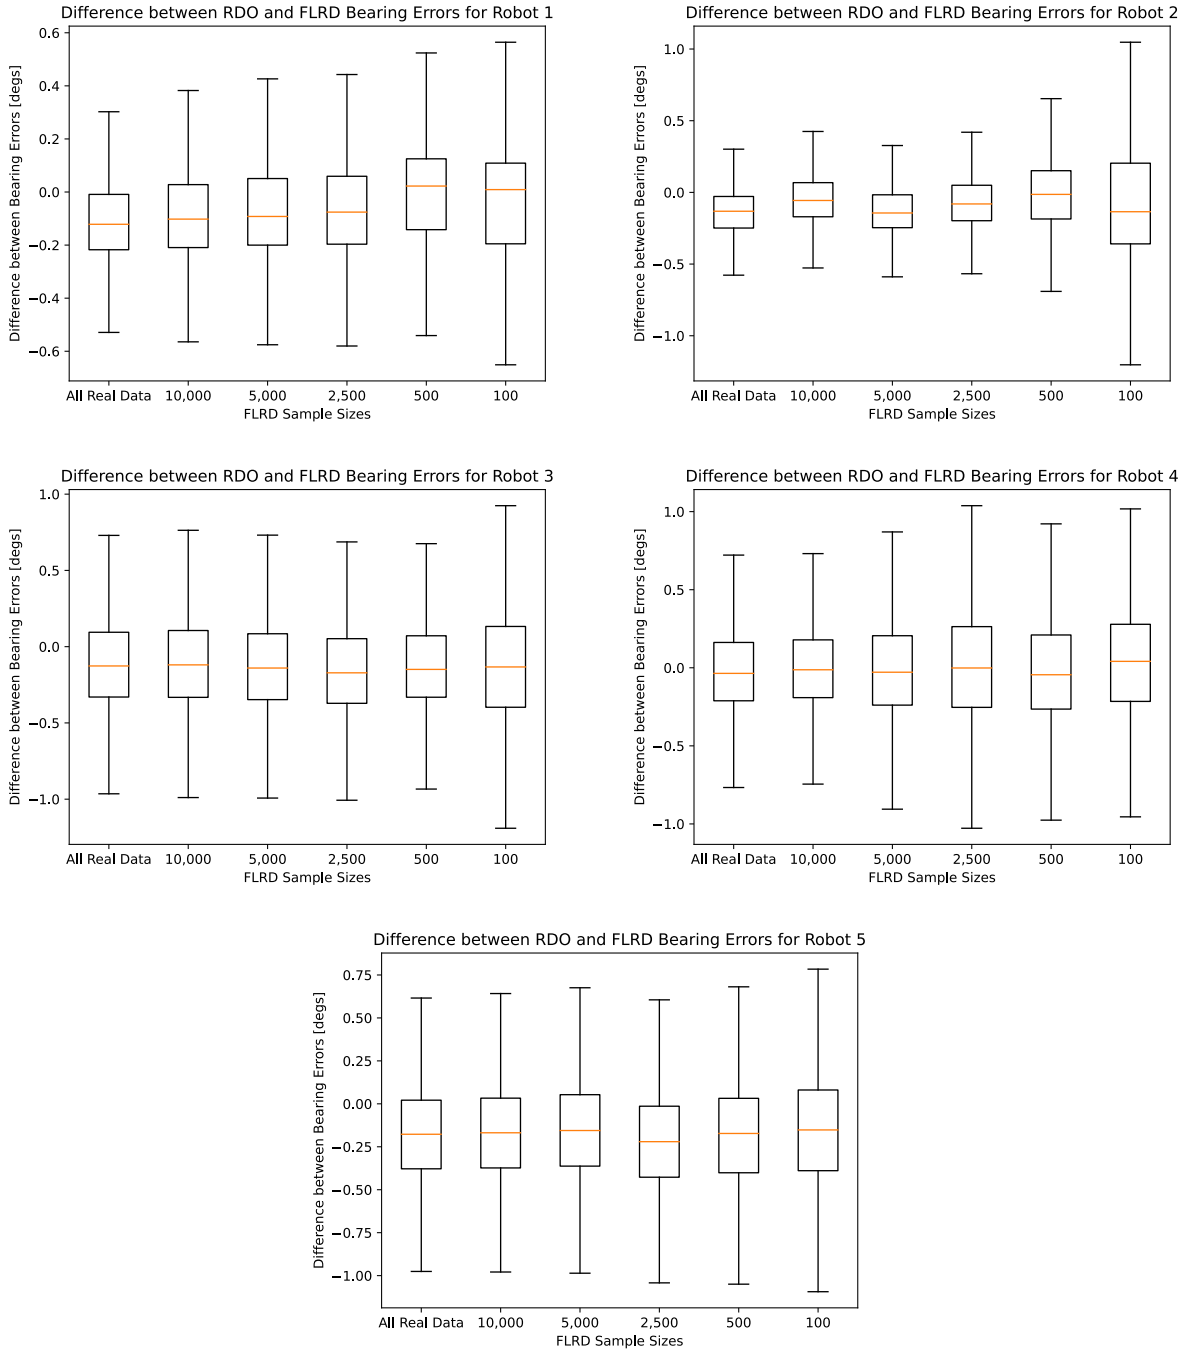 Difference between RDO and FLRD Bearing Errors for Robot 1
Difference between Bearing Errors [degs]
0.6
0.4
0.2
0.0
−0.2
−0.4
−0.6
All Real Data 10,000 5,000 2,500 500 100
FLRD Sample Sizes
Difference between RDO and FLRD Bearing Errors for Robot 2
Difference between Bearing Errors [degs]
1.0
0.5
0.0
−0.5
−1.0
All Real Data 10,000 5,000 2,500 500 100
FLRD Sample Sizes
Difference between RDO and FLRD Bearing Errors for Robot 3
Difference between Bearing Errors [degs]
1.0
0.5
0.0
−0.5
−1.0
All Real Data 10,000 5,000 2,500 500 100
FLRD Sample Sizes
Difference between RDO and FLRD Bearing Errors for Robot 4
Difference between Bearing Errors [degs]
1.0
0.5
0.0
−0.5
−1.0
All Real Data 10,000 5,000 2,500 500 100
FLRD Sample Sizes
Difference between RDO and FLRD Bearing Errors for Robot 5
Difference between Bearing Errors [degs]
0.75
0.50
0.25
0.00
−0.25
−0.50
−0.75
−1.00
All Real Data 10,000 5,000 2,500 500 100
FLRD Sample Sizes